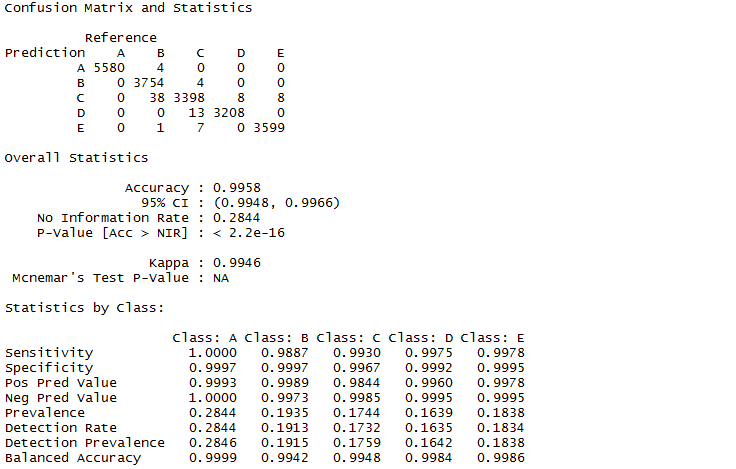 Confusion Matrix and Statistics

          Reference
Prediction    A    B    C    D    E
         A 5580    4    0    0    0
         B    0 3754    4    0    0
         C    0   38 3398    8    8
         D    0    0   13 3208    0
         E    0    1    7    0 3599

Overall Statistics

               Accuracy : 0.9958
                 95% CI : (0.9948, 0.9966)
    No Information Rate : 0.2844
    P-Value [Acc > NIR] : < 2.2e-16

                  Kappa : 0.9946
 Mcnemar's Test P-Value : NA

Statistics by Class:

                     Class: A Class: B Class: C Class: D Class: E
Sensitivity            1.0000   0.9887   0.9930   0.9975   0.9978
Specificity            0.9997   0.9997   0.9967   0.9992   0.9995
Pos Pred Value         0.9993   0.9989   0.9844   0.9960   0.9978
Neg Pred Value         1.0000   0.9973   0.9985   0.9995   0.9995
Prevalence             0.2844   0.1935   0.1744   0.1639   0.1838
Detection Rate         0.2844   0.1913   0.1732   0.1635   0.1834
Detection Prevalence   0.2846   0.1915   0.1759   0.1642   0.1838
Balanced Accuracy      0.9999   0.9942   0.9948   0.9984   0.9986